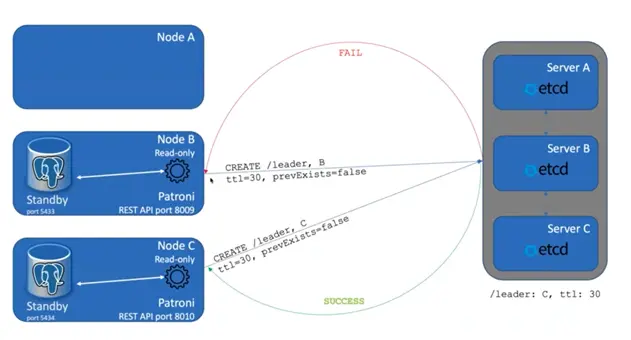 Node A
Node B
Read-only
Standby
port 5433
Patroni
REST API port 8009
Node C
Read-only
Standby
port 5434
Patroni
REST API port 8010
FAIL
CREATE /leader, B
ttl=30, prevExists=false
CREATE /leader, C
ttl=30, prevExists=false
SUCCESS
Server A
etcd
Server B
etcd
Server C
etcd
/leader: C, ttl: 30